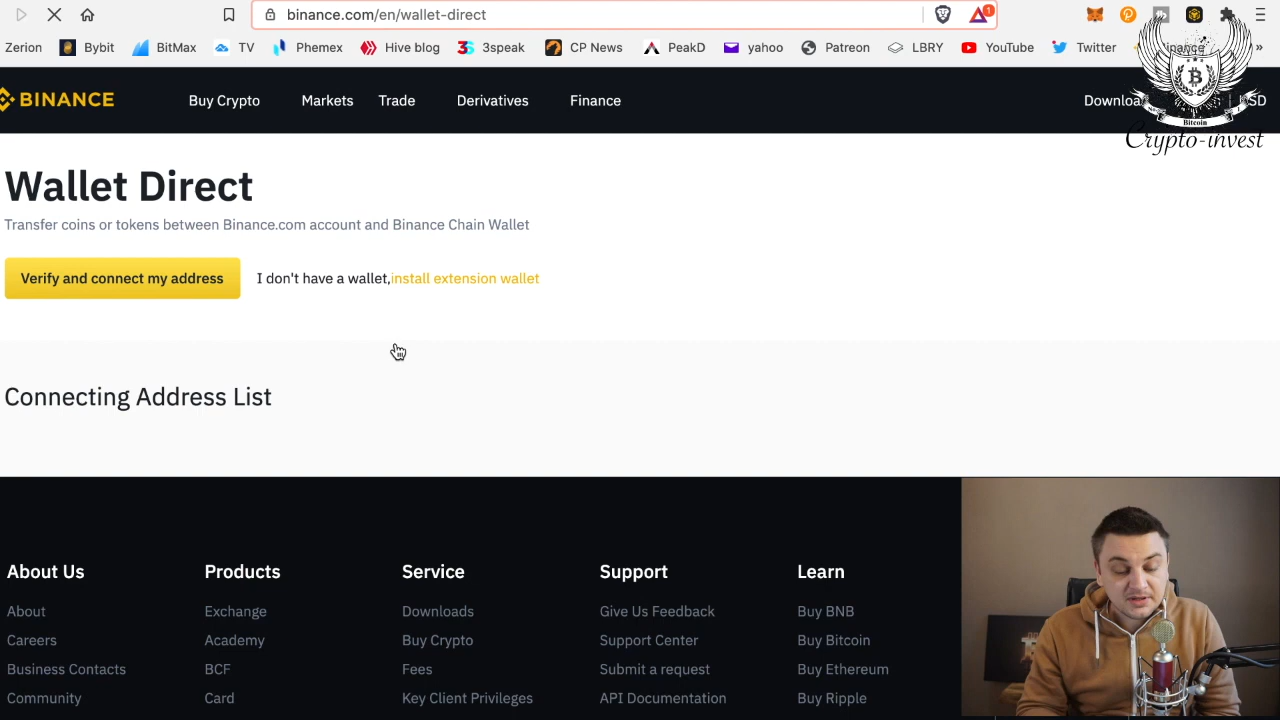 binance.com/en/wallet-direct
1
Zerion Bybit BitMax TV Phemex Hive blog 3speak CP News PeakD yahoo Patreon LBRY YouTube Twitter »
BINANCE Buy Crypto Markets Trade Derivatives Finance
Bitcoin
Crypto-invest
Wallet Direct
Transfer coins or tokens between Binance.com account and Binance Chain Wallet
Verify and connect my address I don't have a wallet,install extension wallet
Connecting Address List
About Us Products Service Support Learn
About Exchange Downloads Give Us Feedback Buy BNB
Careers Academy Buy Crypto Support Center Buy Bitcoin
Business Contacts BCF Fees Submit a request Buy Ethereum
Community Card Key Client Privileges API Documentation Buy Ripple